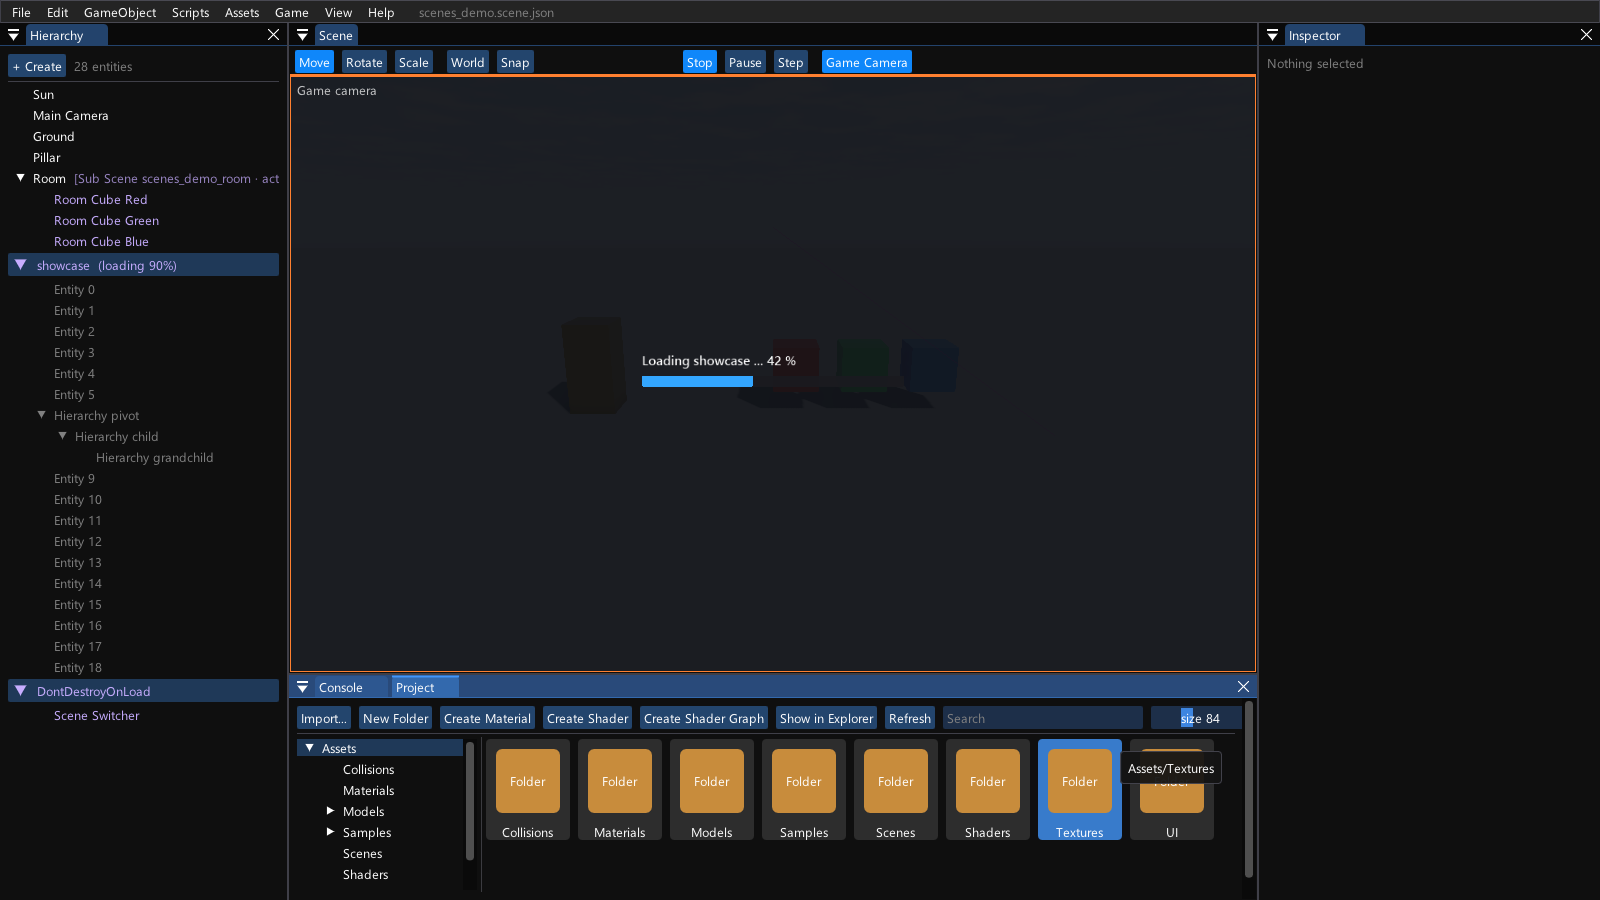 File Edit GameObject Scripts Assets Game View Help scenes_demo.scene.json
Hierarchy
+ Create 28 entities
Sun
Main Camera
Ground
Pillar
Room [Sub Scene scenes_demo_room · act
Room Cube Red
Room Cube Green
Room Cube Blue
showcase (loading 90%)
Entity 0
Entity 1
Entity 2
Entity 3
Entity 4
Entity 5
Hierarchy pivot
Hierarchy child
Hierarchy grandchild
Entity 9
Entity 10
Entity 11
Entity 12
Entity 13
Entity 14
Entity 15
Entity 16
Entity 17
Entity 18
DontDestroyOnLoad
Scene Switcher
Scene
Move Rotate Scale World Snap Stop Pause Step Game Camera
Game camera
Loading showcase ... 42 %
Console Project
Import... New Folder Create Material Create Shader Create Shader Graph Show in Explorer Refresh Search size 84
Assets
Collisions
Materials
Models
Samples
Scenes
Shaders
Folder Folder Folder Folder Folder Folder Folder Folder
Collisions Materials Models Samples Scenes Shaders Textures UI
Assets/Textures
Inspector
Nothing selected